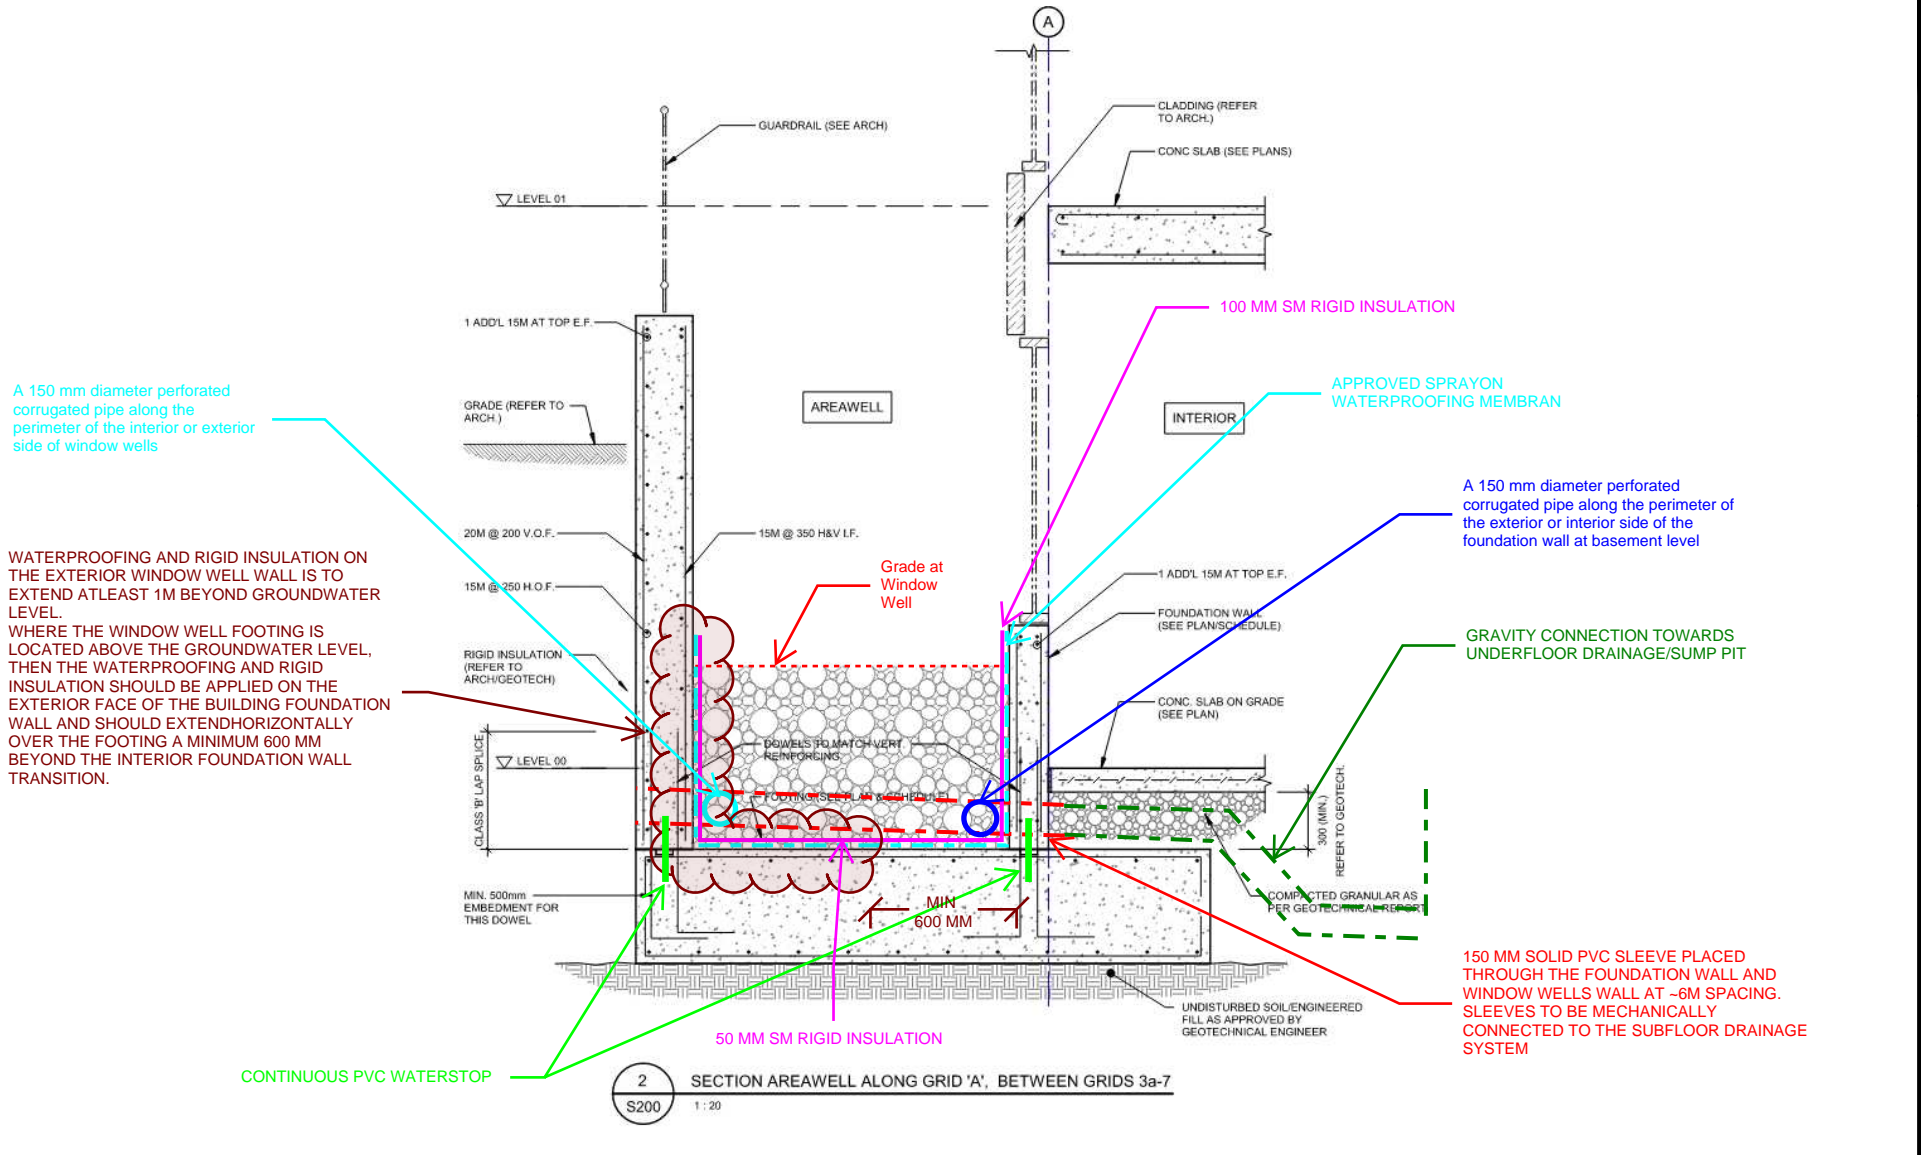 A
GUARDRAIL (SEE ARCH)
CLADDING (REFER
TO ARCH.)
CONC SLAB (SEE PLANS)
LEVEL 01
100 MM SM RIGID INSULATION
1 ADD'L 15M AT TOP E.F.
A 150 mm diameter perforated
corrugated pipe along the
perimeter of the interior or exterior
side of window wells
GRADE (REFER TO
ARCH.)
AREAWELL
INTERIOR
APPROVED SPRAYON
WATERPROOFING MEMBRAN
A 150 mm diameter perforated
corrugated pipe along the perimeter of
the exterior or interior side of the
foundation wall at basement level
20M @ 200 V.O.F.
15M @ 350 H&V I.F.
WATERPROOFING AND RIGID INSULATION ON
THE EXTERIOR WINDOW WELL WALL IS TO
EXTEND ATLEAST 1M BEYOND GROUNDWATER
LEVEL.
WHERE THE WINDOW WELL FOOTING IS
LOCATED ABOVE THE GROUNDWATER LEVEL,
THEN THE WATERPROOFING AND RIGID
INSULATION SHOULD BE APPLIED ON THE
EXTERIOR FACE OF THE BUILDING FOUNDATION
WALL AND SHOULD EXTENDHORIZONTALLY
OVER THE FOOTING A MINIMUM 600 MM
BEYOND THE INTERIOR FOUNDATION WALL
TRANSITION.
15M @ 250 H.O.F.
Grade at
Window
Well
1 ADD'L 15M AT TOP E.F.
FOUNDATION WALL
(SEE PLAN/SCHEDULE)
GRAVITY CONNECTION TOWARDS
UNDERFLOOR DRAINAGE/SUMP PIT
RIGID INSULATION
(REFER TO
ARCH/GEOTECH)
CONC. SLAB ON GRADE
(SEE PLAN)
CLASS 'B' LAP SPLICE
LEVEL 00
DOWELS TO MATCH VERT.
REINFORCING
FOOTING (SEE PLAN & SCHEDULE)
300 (MIN.)
REFER TO GEOTECH.
MIN. 500mm
EMBEDMENT FOR
THIS DOWEL
MIN
600 MM
COMPACTED GRANULAR AS
PER GEOTECHNICAL REPORT
150 MM SOLID PVC SLEEVE PLACED
THROUGH THE FOUNDATION WALL AND
WINDOW WELLS WALL AT ~6M SPACING.
SLEEVES TO BE MECHANICALLY
CONNECTED TO THE SUBFLOOR DRAINAGE
SYSTEM
UNDISTURBED SOIL/ENGINEERED
FILL AS APPROVED BY
GEOTECHNICAL ENGINEER
50 MM SM RIGID INSULATION
CONTINUOUS PVC WATERSTOP
2
S200
SECTION AREAWELL ALONG GRID 'A', BETWEEN GRIDS 3a-7
1 : 20